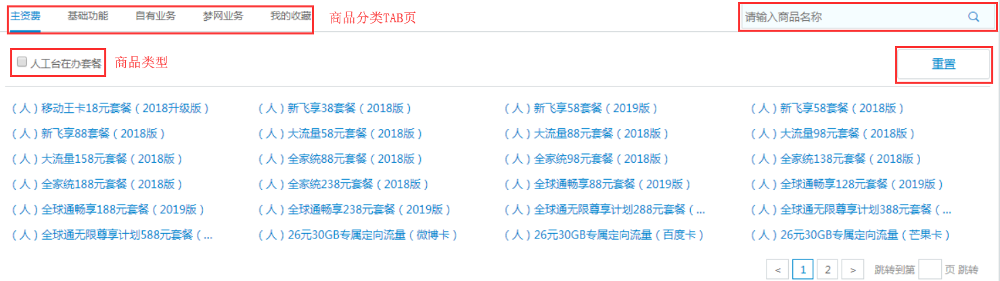 主资费 基础功能 自有业务 梦网业务 我的收藏 商品分类TAB页 请输入商品名称
人工台在办套餐 商品类型 重置
（人）移动王卡18元套餐（2018升级版） （人）新飞享38套餐（2018版） （人）新飞享58套餐（2019版） （人）新飞享58套餐（2018版）
（人）新飞享88套餐（2018版） （人）大流量58元套餐（2018版） （人）大流量88元套餐（2018版） （人）大流量98元套餐（2018版）
（人）大流量158元套餐（2018版） （人）全家统88元套餐（2018版） （人）全家统98元套餐（2018版） （人）全家统138元套餐（2018版）
（人）全家统188元套餐（2018版） （人）全家统238元套餐（2018版） （人）全球通畅享88元套餐（2019版） （人）全球通畅享128元套餐（2019版）
（人）全球通畅享188元套餐（2019版） （人）全球通畅享238元套餐（2019版） （人）全球通无限尊享计划288元套餐（... （人）全球通无限尊享计划388元套餐（...
（人）全球通无限尊享计划588元套餐（... （人）26元30GB专属定向流量（微博卡） （人）26元30GB专属定向流量（百度卡） （人）26元30GB专属定向流量（芒果卡）
< 1 2 > 跳转到第 页 跳转